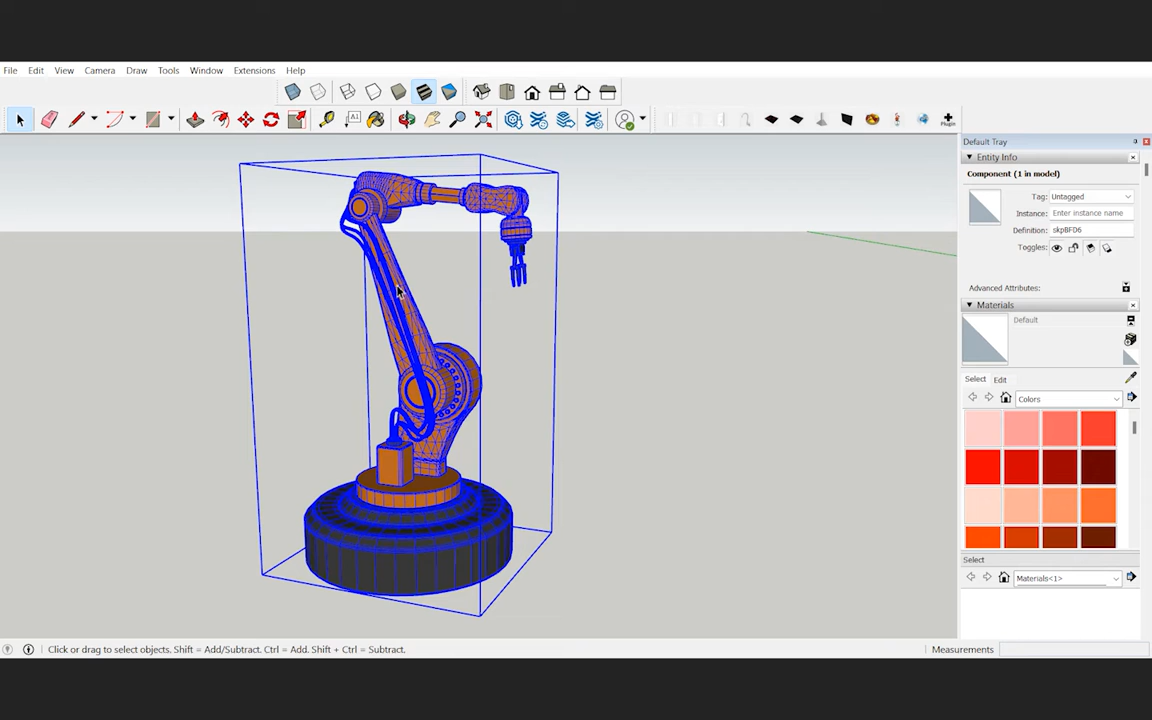 File Edit View Camera Draw Tools Window Extensions Help
A1
Plugin
Default Tray
Entity Info
Component (1 in model)
Tag: Untagged
Instance: Enter instance name
Definition: skpBFD6
Toggles:
Advanced Attributes:
Materials
Default
Select Edit
Colors
Select
Materials<1>
Click or drag to select objects. Shift = Add/Subtract. Ctrl = Add. Shift + Ctrl = Subtract.
Measurements